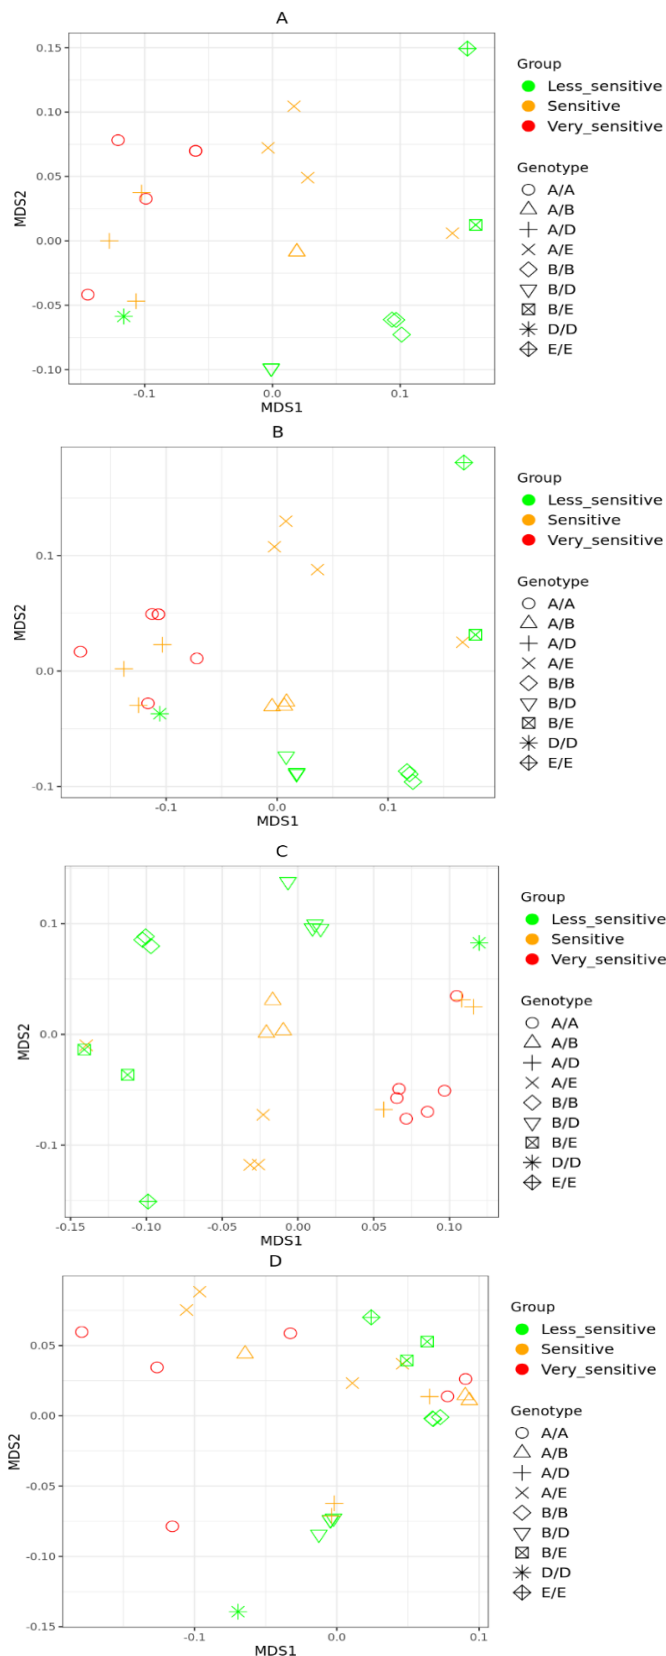 A
0.15
0.10
0.05
0.00
-0.05
-0.10
MDS2
-0.1
0.0
0.1
MDS1
Group
Less_sensitive
Sensitive
Very_sensitive
Genotype
A/A
A/B
A/D
A/E
B/B
B/D
B/E
D/D
E/E
B
0.1
0.0
-0.1
MDS2
-0.1
0.0
0.1
MDS1
Group
Less_sensitive
Sensitive
Very_sensitive
Genotype
A/A
A/B
A/D
A/E
B/B
B/D
B/E
D/D
E/E
C
0.1
0.0
-0.1
MDS2
-0.15
-0.10
-0.05
0.00
0.05
0.10
MDS1
Group
Less_sensitive
Sensitive
Very_sensitive
Genotype
A/A
A/B
A/D
A/E
B/B
B/D
B/E
D/D
E/E
D
0.05
0.00
-0.05
-0.10
-0.15
MDS2
-0.1
0.0
0.1
MDS1
Group
Less_sensitive
Sensitive
Very_sensitive
Genotype
A/A
A/B
A/D
A/E
B/B
B/D
B/E
D/D
E/E